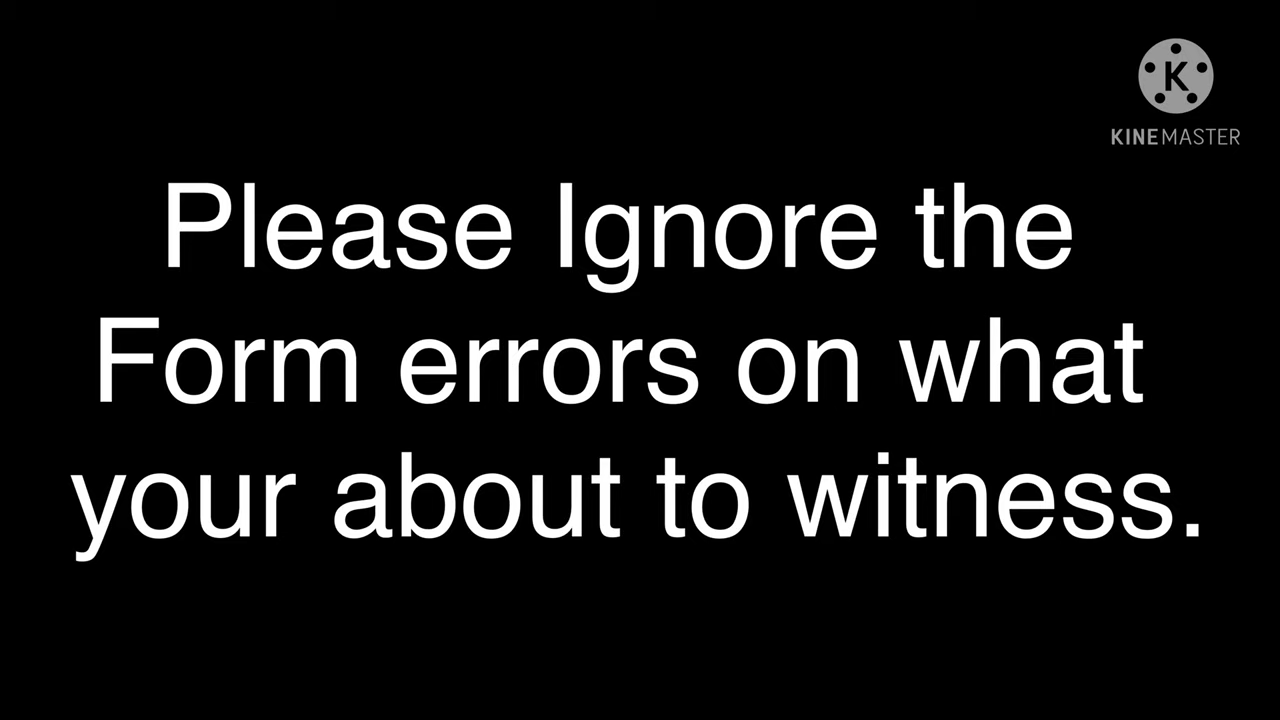 K
KINEMASTER
Please Ignore the
Form errors on what
your about to witness.